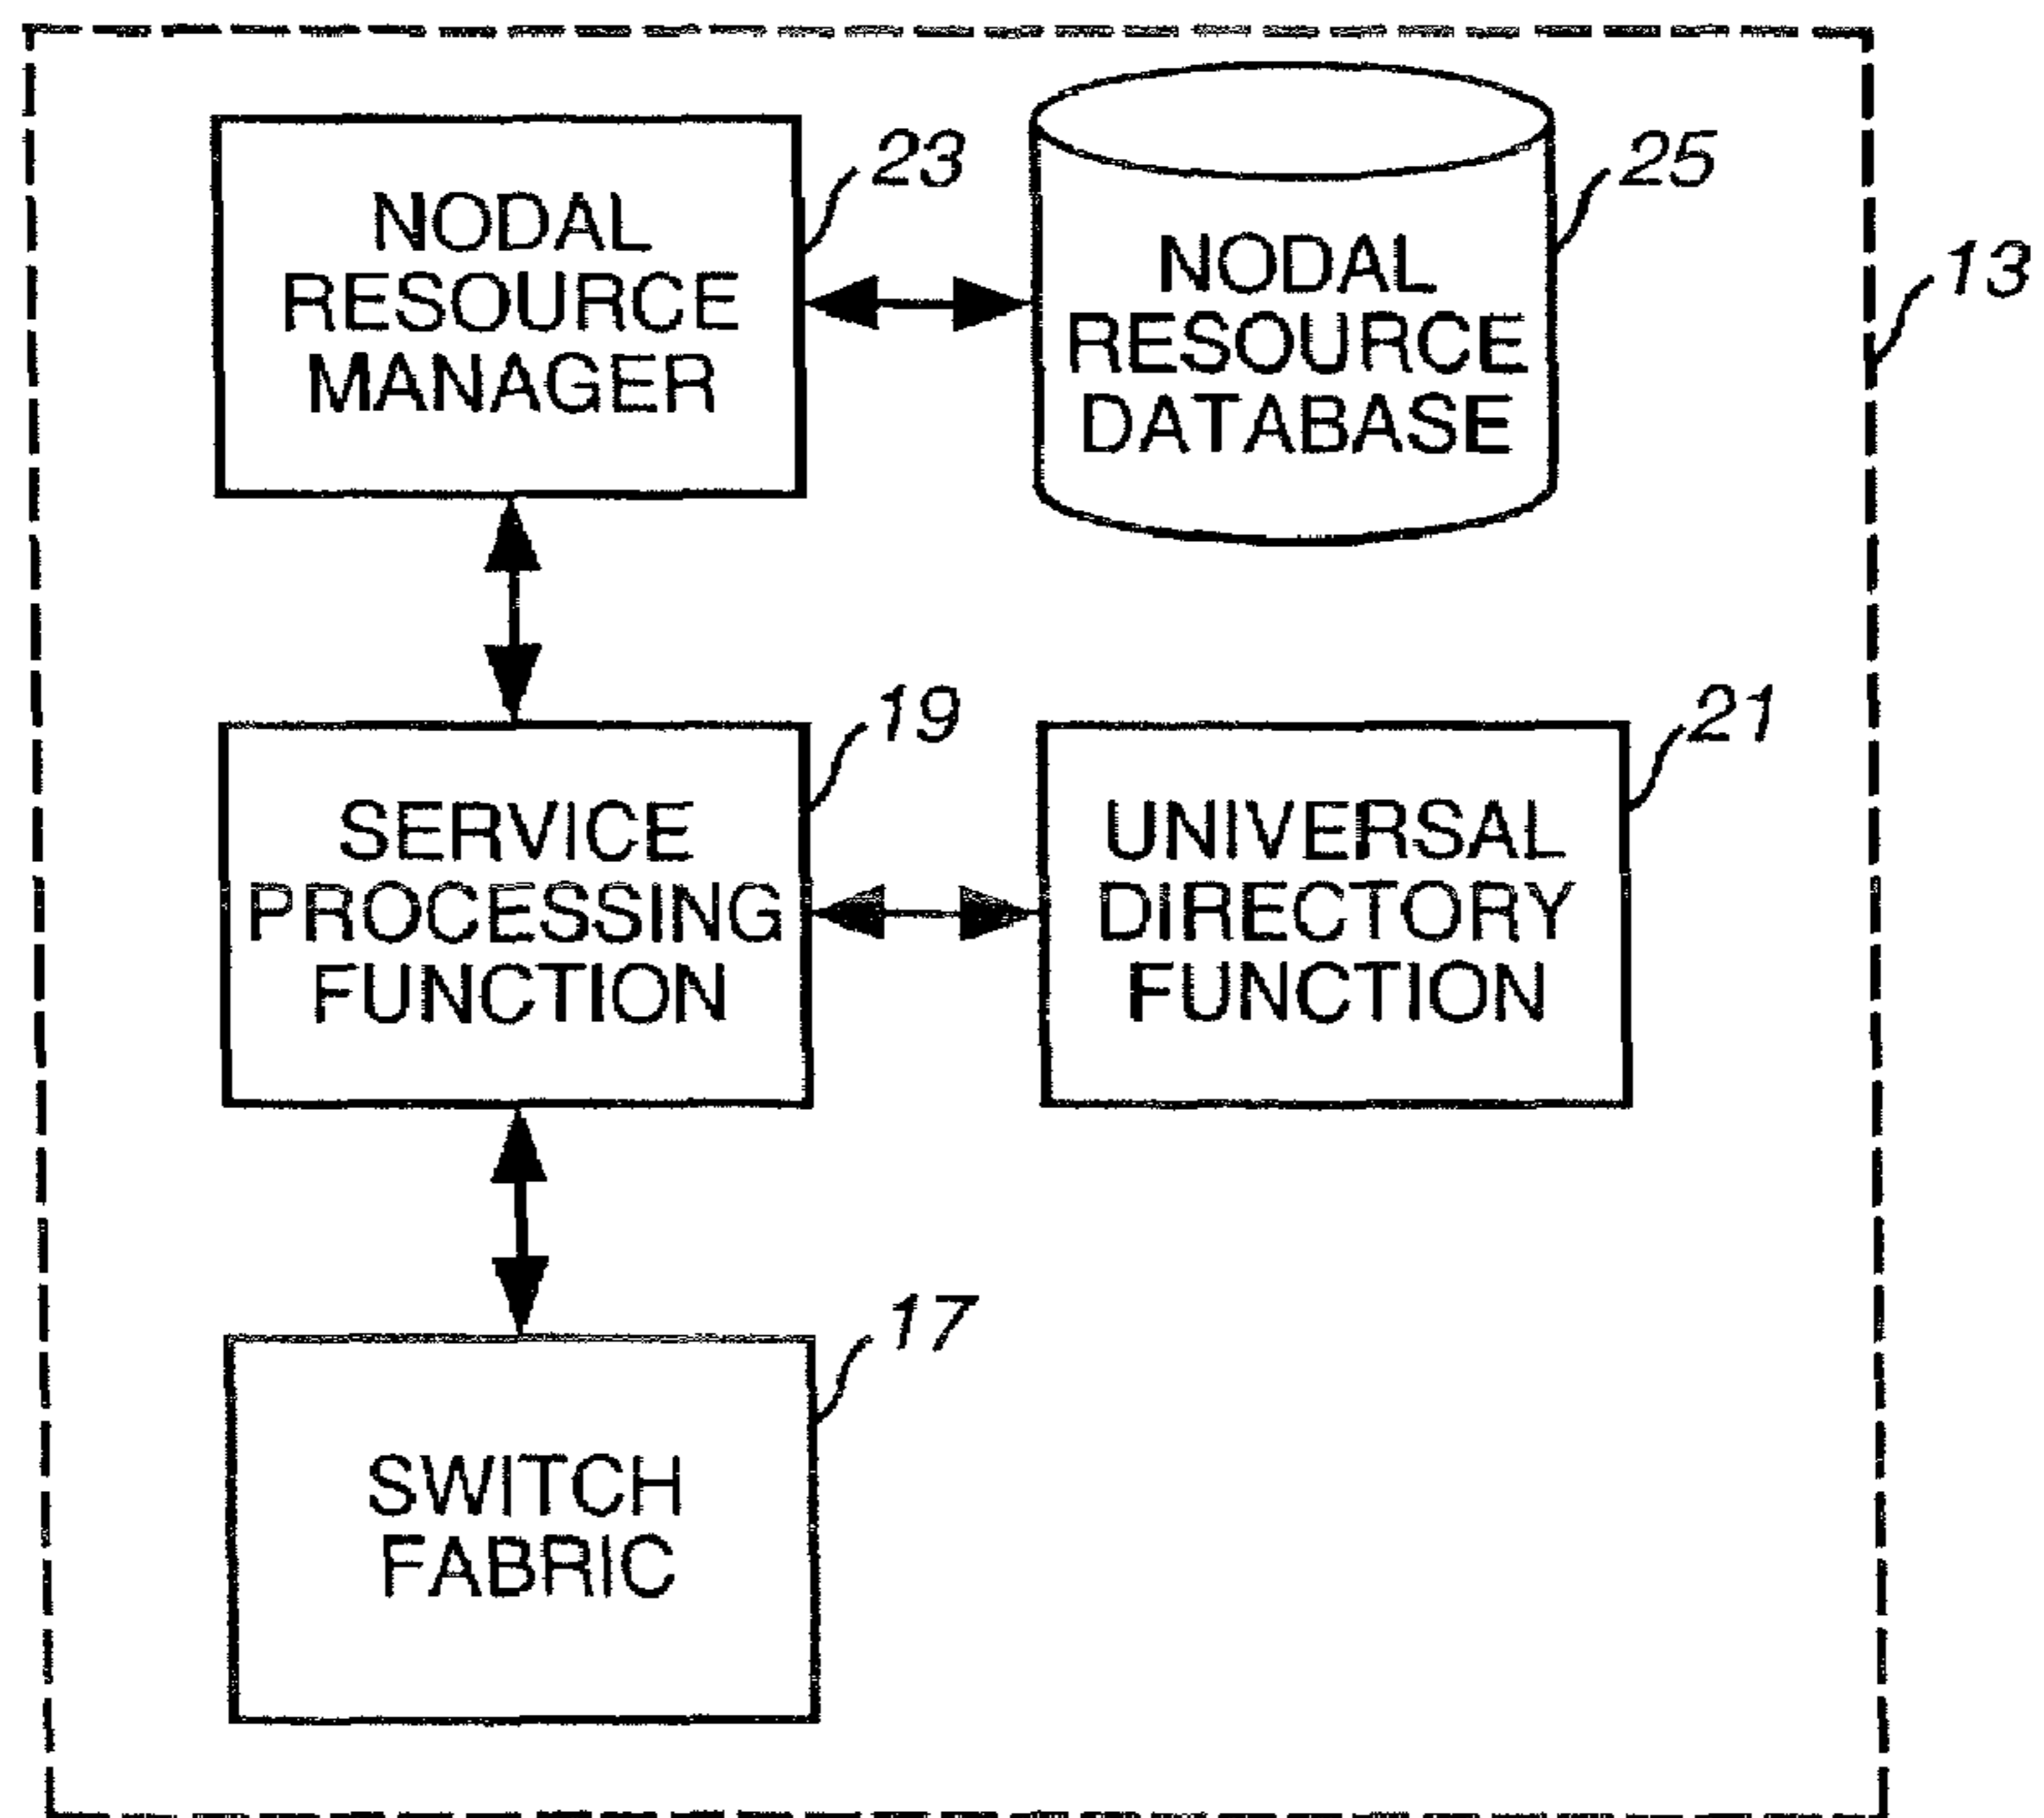 NODAL
RESOURCE
MANAGER
23
NODAL
RESOURCE
DATABASE
25
13
SERVICE
PROCESSING
FUNCTION
19
UNIVERSAL
DIRECTORY
FUNCTION
21
SWITCH
FABRIC
17